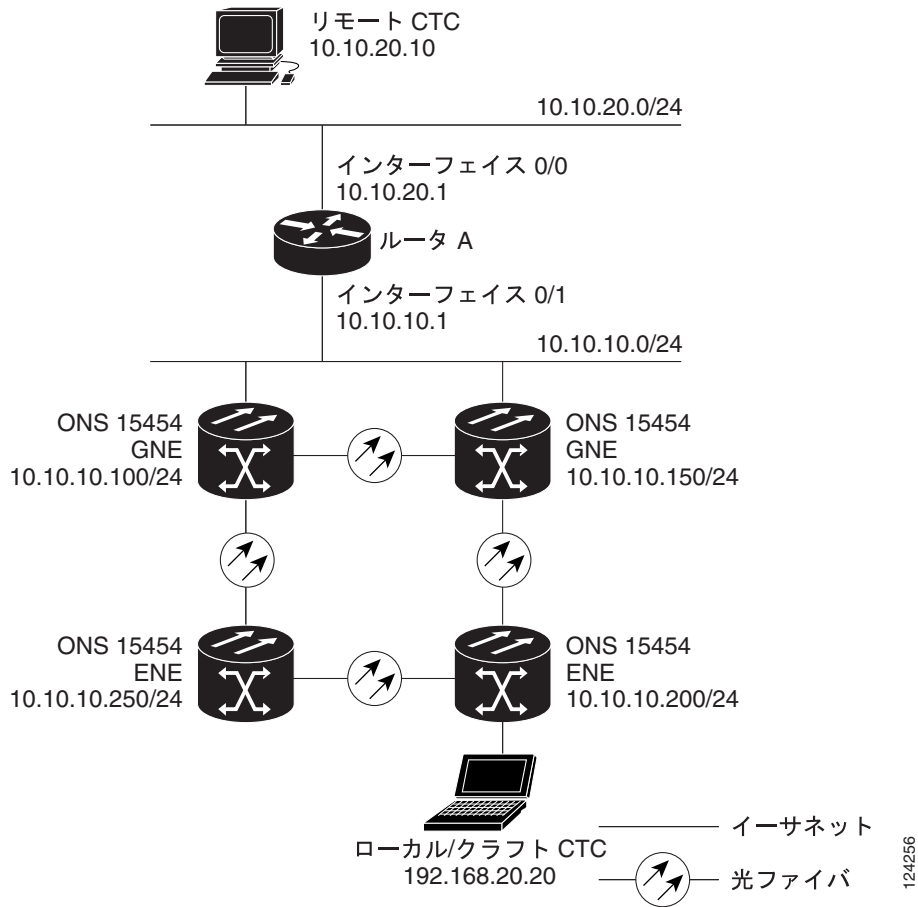 リモート CTC
10.10.20.10
10.10.20.0/24
インターフェイス 0/0
10.10.20.1
ルータ A
インターフェイス 0/1
10.10.10.1
10.10.10.0/24
ONS 15454
GNE
10.10.10.100/24
ONS 15454
GNE
10.10.10.150/24
ONS 15454
ENE
10.10.10.250/24
ONS 15454
ENE
10.10.10.200/24
ローカル/クラフト CTC
192.168.20.20
イーサネット
光ファイバ
124256